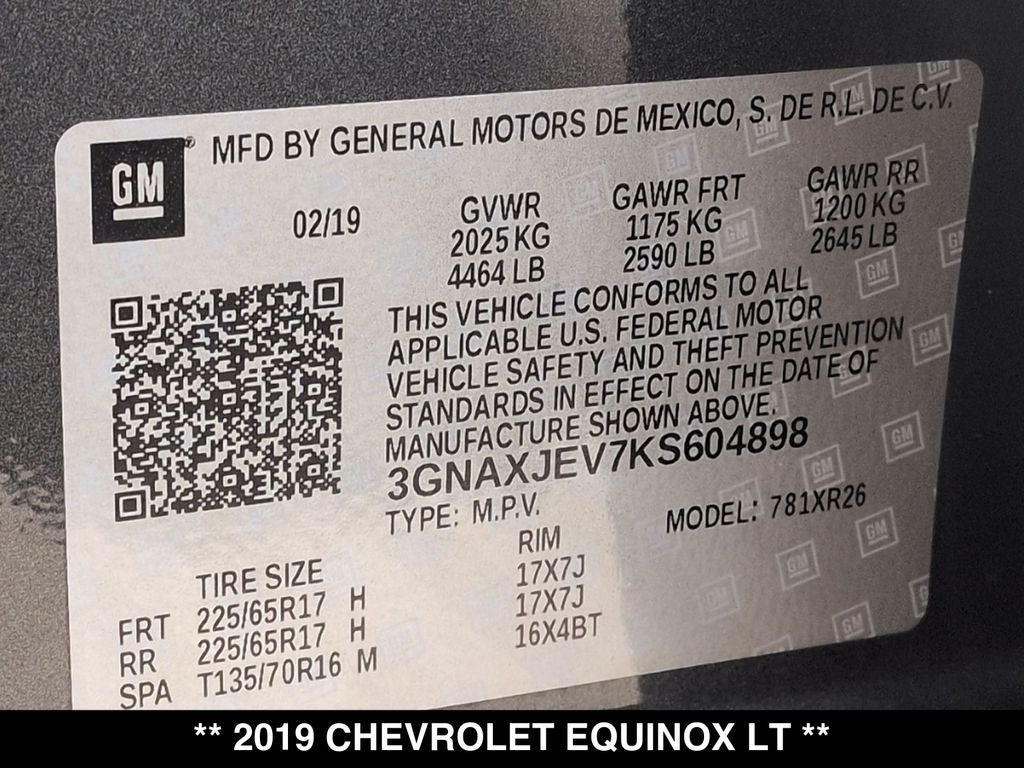 GM® MFD BY GENERAL MOTORS DE MEXICO, S. DE R.L. DE C.V.
02/19 GVWR GAWR FRT GAWR RR
2025 KG 1175 KG 1200 KG
4464 LB 2590 LB 2645 LB
THIS VEHICLE CONFORMS TO ALL
APPLICABLE U.S. FEDERAL MOTOR
VEHICLE SAFETY AND THEFT PREVENTION
STANDARDS IN EFFECT ON THE DATE OF
MANUFACTURE SHOWN ABOVE.
3GNAXJEV7KS604898
TYPE: M.P.V. MODEL: 781XR26
TIRE SIZE RIM
FRT 225/65R17 H 17X7J
RR 225/65R17 H 17X7J
SPA T135/70R16 M 16X4BT
** 2019 CHEVROLET EQUINOX LT **